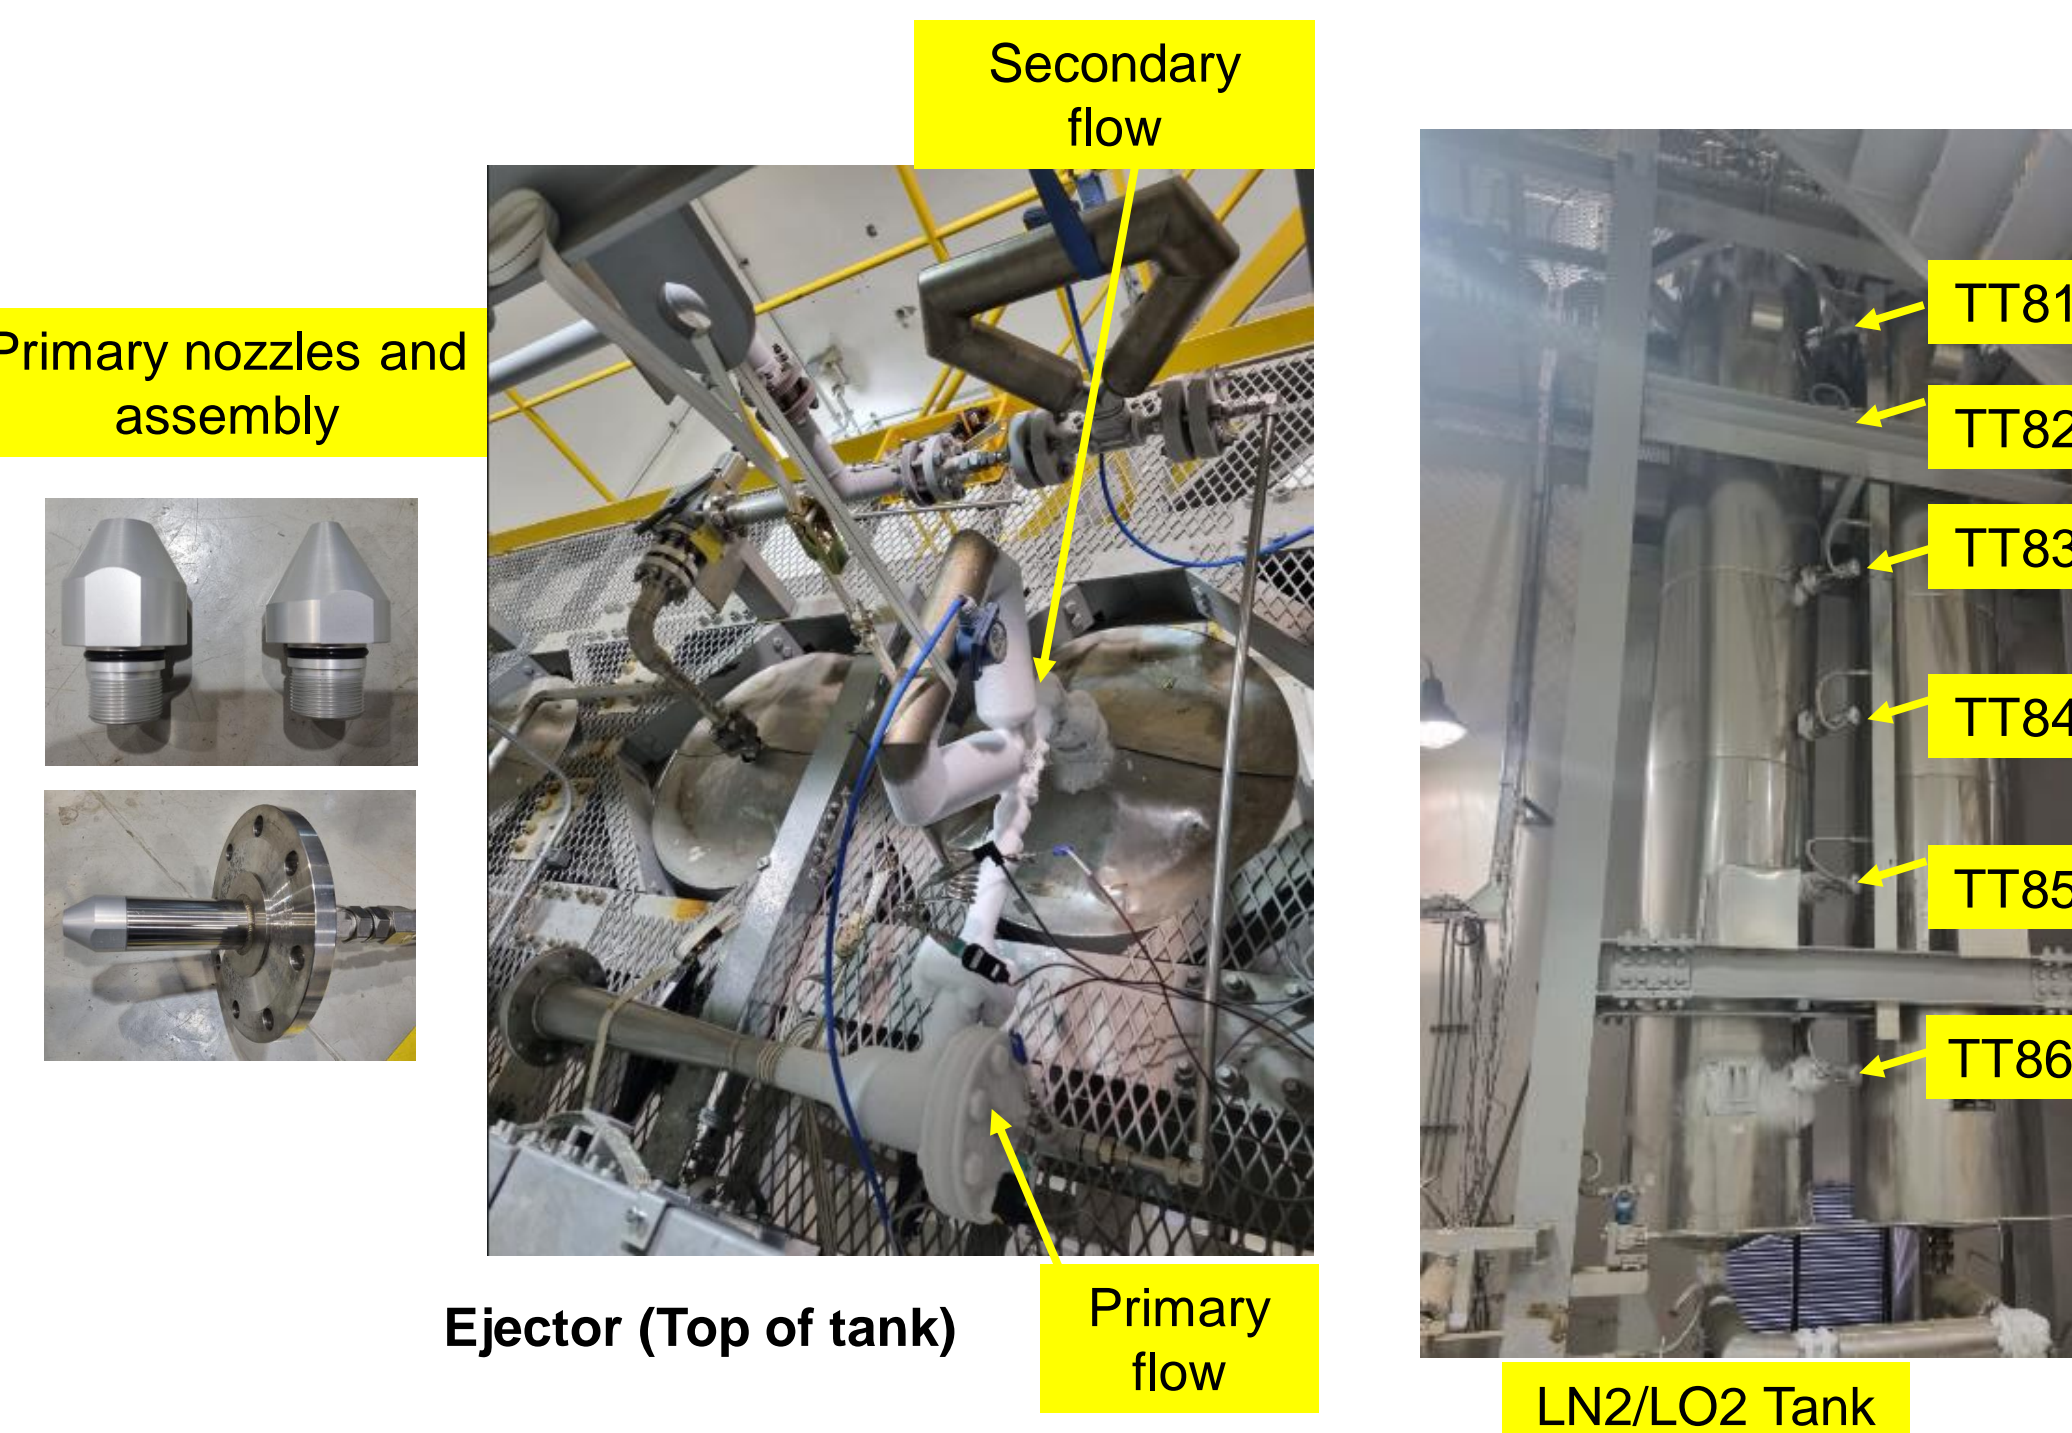 Secondary
flow
Primary nozzles and
assembly
TT81
TT82
TT83
TT84
TT85
TT86
Ejector (Top of tank)
Primary
flow
LN2/LO2 Tank